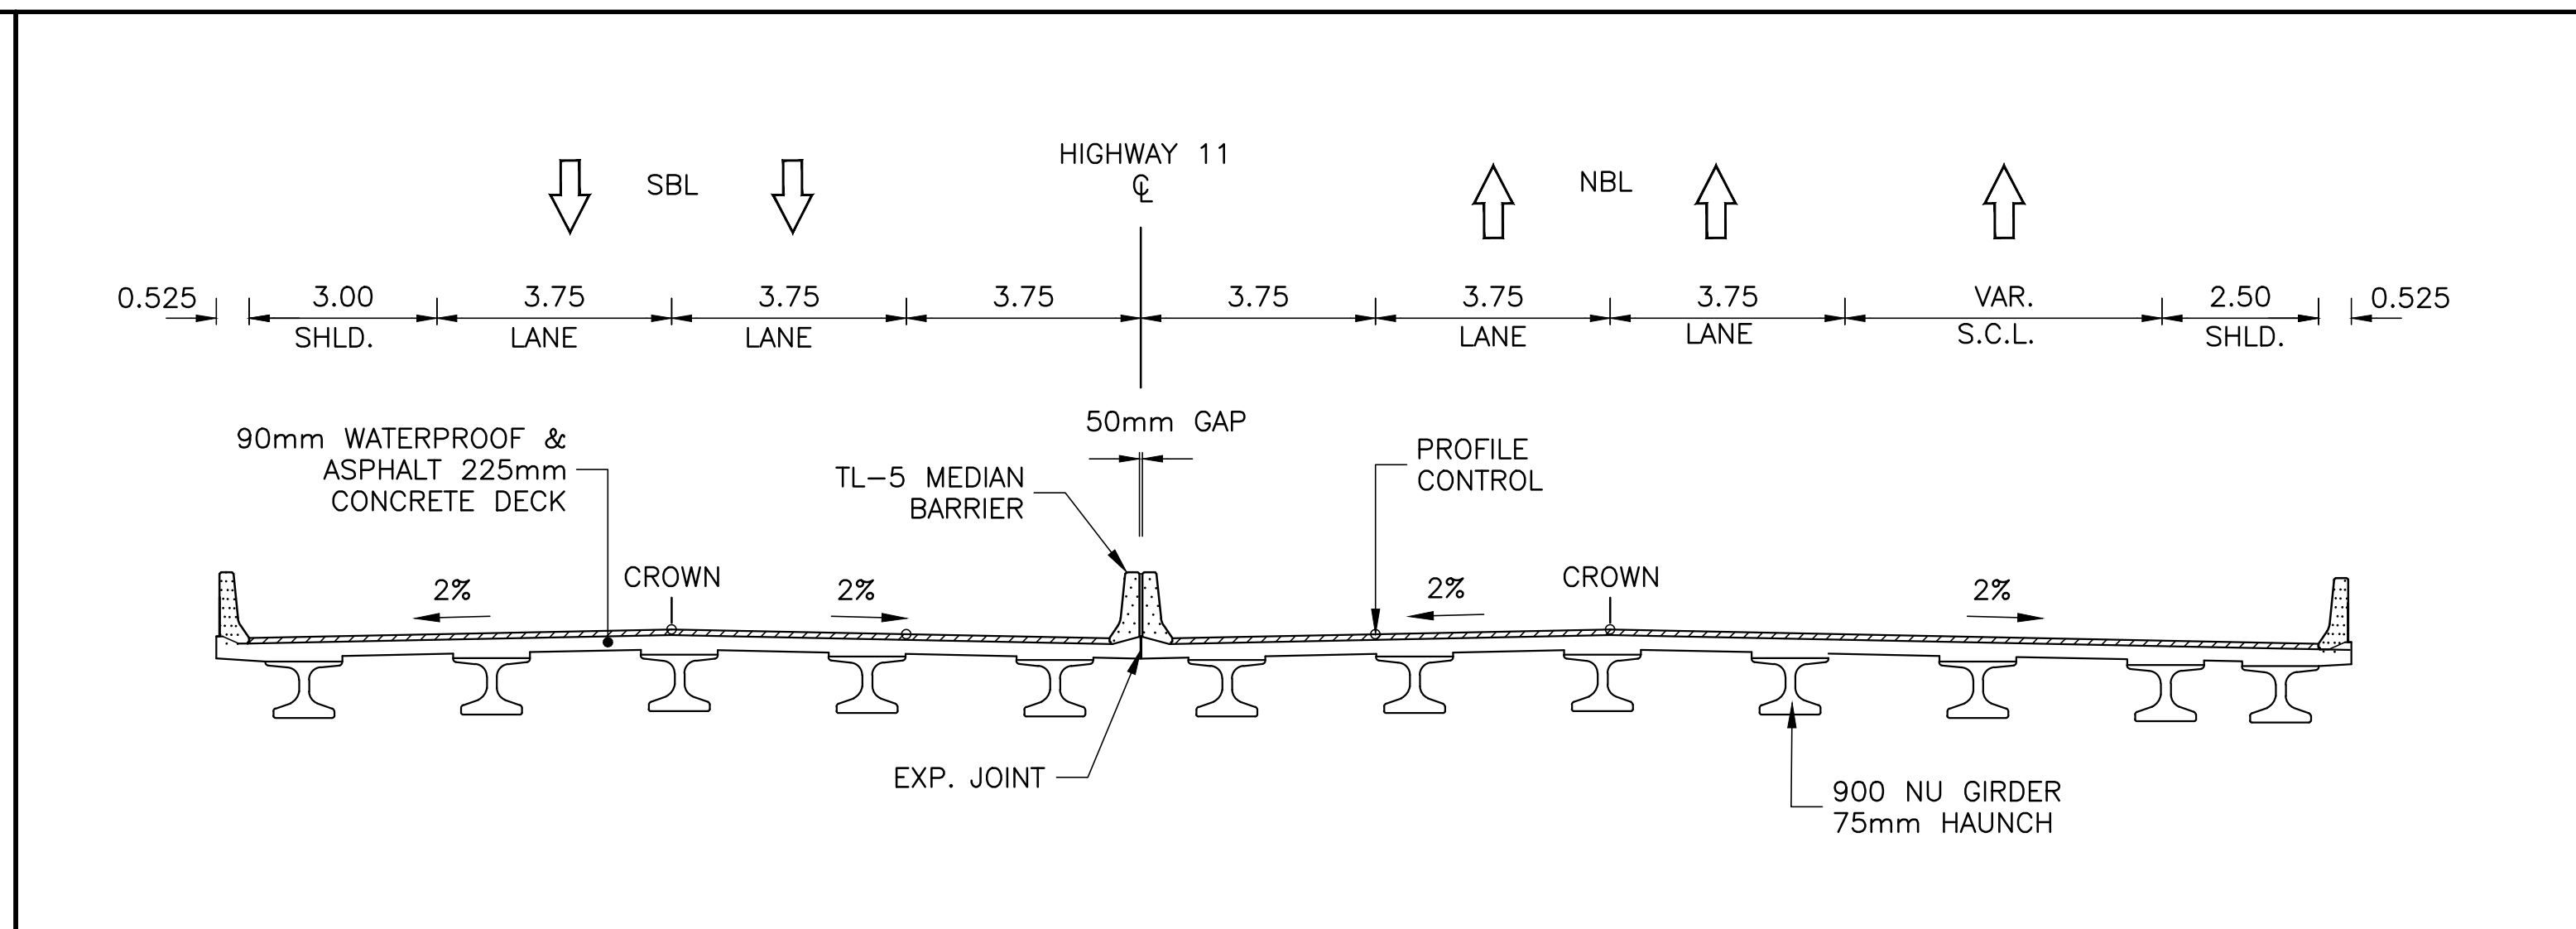 HIGHWAY 11
℄
SBL
NBL
0.525
3.00
3.75
3.75
3.75
3.75
3.75
3.75
VAR.
2.50
0.525
SHLD.
LANE
LANE
LANE
LANE
S.C.L.
SHLD.
50mm GAP
90mm WATERPROOF &
ASPHALT 225mm
CONCRETE DECK
TL-5 MEDIAN
BARRIER
PROFILE
CONTROL
2%
CROWN
2%
2%
CROWN
2%
EXP. JOINT
900 NU GIRDER
75mm HAUNCH